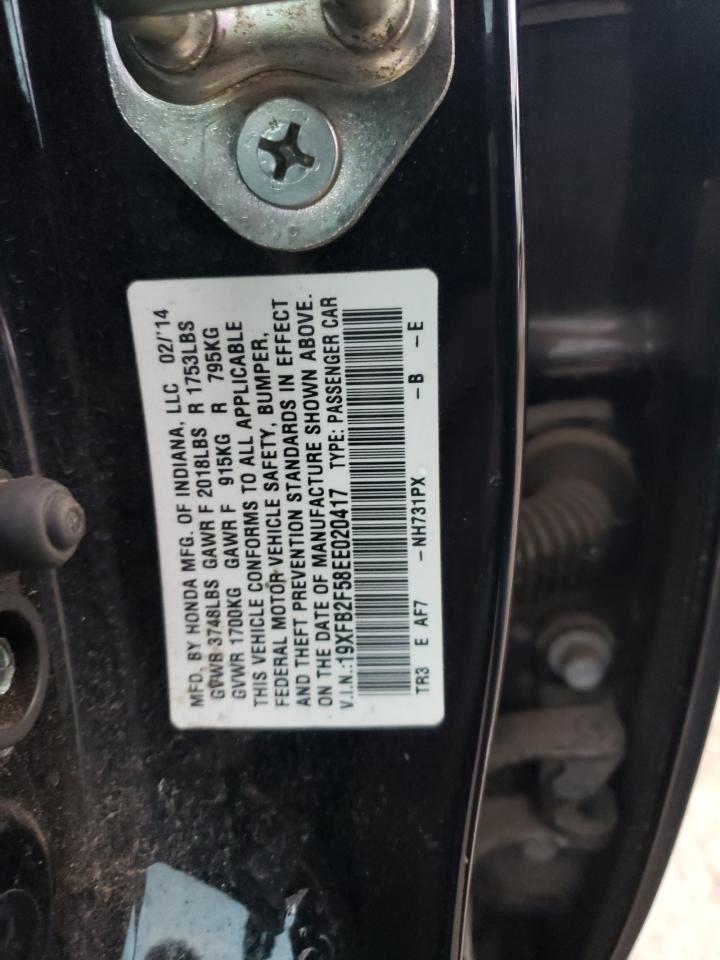 MFD. BY HONDA MFG. OF INDIANA, LLC 02/'14
GVWR 3748LBS GAWR F 2018LBS R 1753LBS
GVWR 1700KG GAWR F 915KG R 795KG
THIS VEHICLE CONFORMS TO ALL APPLICABLE
FEDERAL MOTOR VEHICLE SAFETY, BUMPER,
AND THEFT PREVENTION STANDARDS IN EFFECT
ON THE DATE OF MANUFACTURE SHOWN ABOVE.
V.I.N.:19XFB2F58EE020417 TYPE: PASSENGER CAR
TR3 E AF7 -NH731PX -B -E